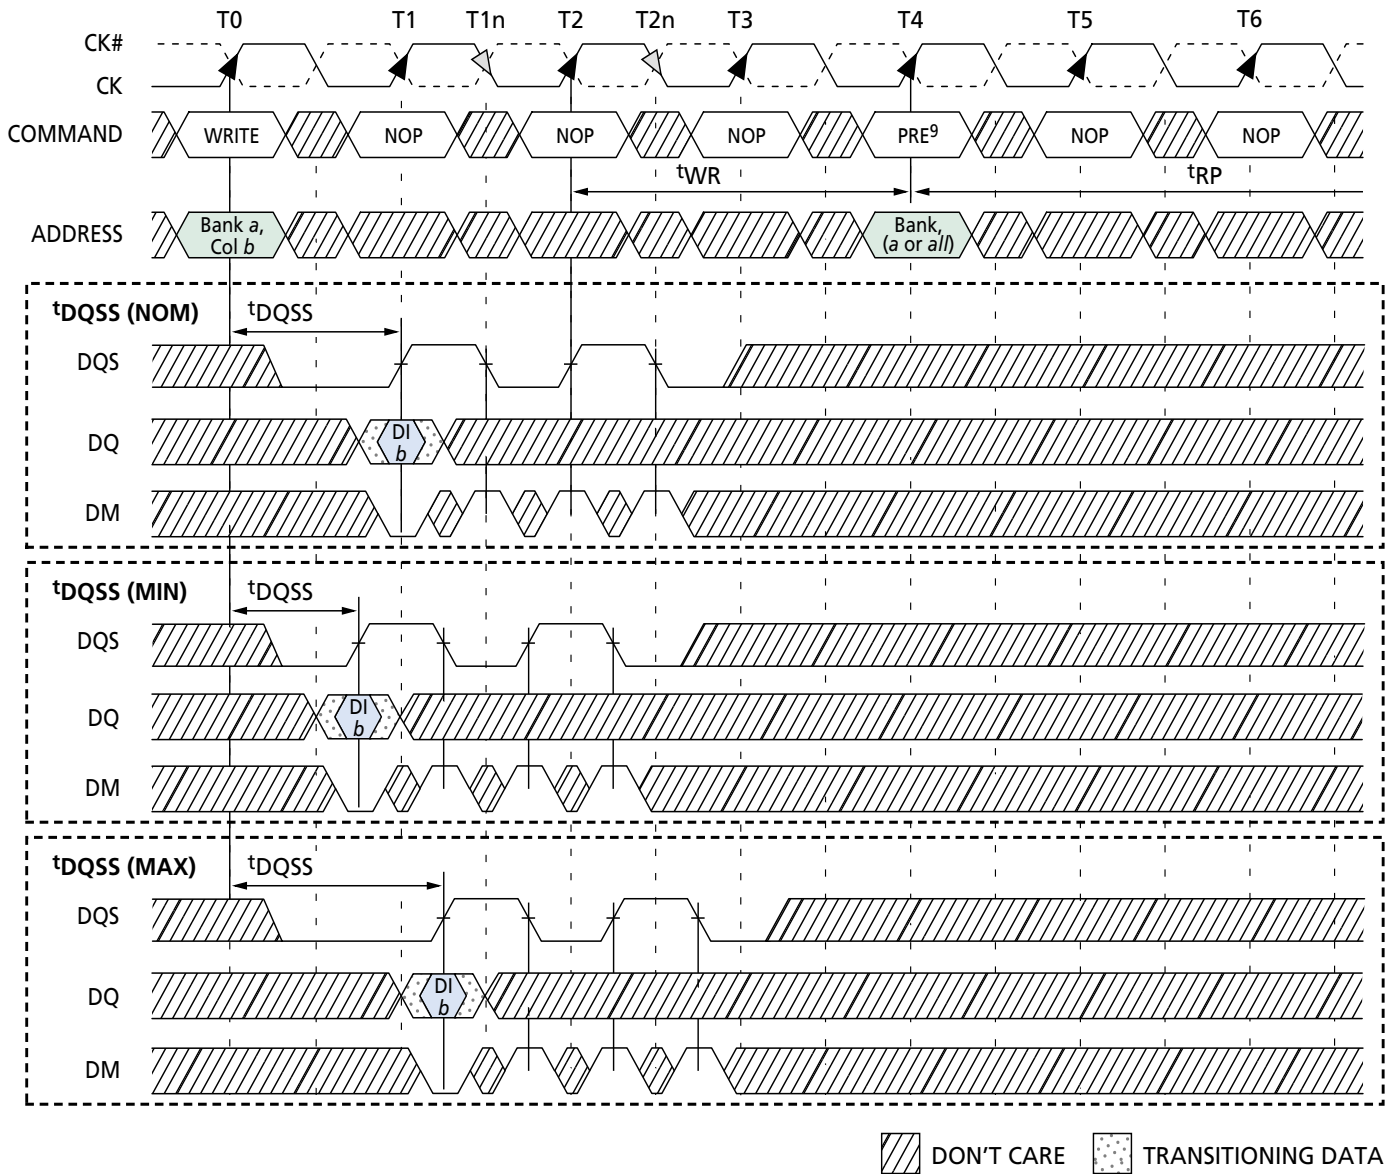 T0 T1 T1n T2 T2n T3 T4 T5 T6
CK#
CK
COMMAND WRITE NOP NOP NOP PRE⁹ NOP NOP
tWR tRP
ADDRESS Bank a, Col b Bank, (a or all)
tDQSS (NOM) tDQSS
DQS
DQ DI b
DM
tDQSS (MIN) tDQSS
DQS
DQ DI b
DM
tDQSS (MAX) tDQSS
DQS
DQ DI b
DM
DON'T CARE TRANSITIONING DATA